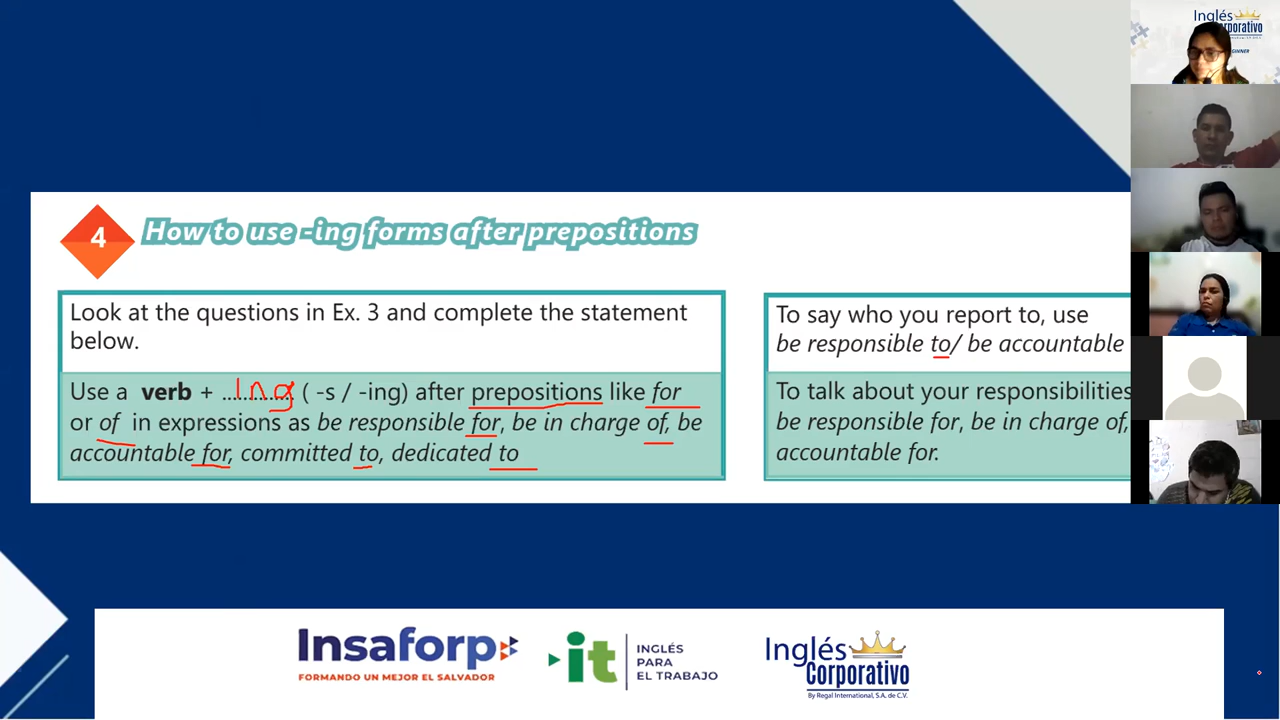 Inglés
orporativo
GINNER
4
How to use -ing forms after prepositions
Look at the questions in Ex. 3 and complete the statement
below.
Use a verb + ....ing.... ( -s / -ing) after prepositions like for
or of in expressions as be responsible for, be in charge of, be
accountable for, committed to, dedicated to
To say who you report to, use
be responsible to/ be accountable
To talk about your responsibilities
be responsible for, be in charge of,
accountable for.
Insaforp
FORMANDO UN MEJOR EL SALVADOR
it
INGLÉS
PARA
EL TRABAJO
Inglés
Corporativo
By Regal International, S.A. de C.V.